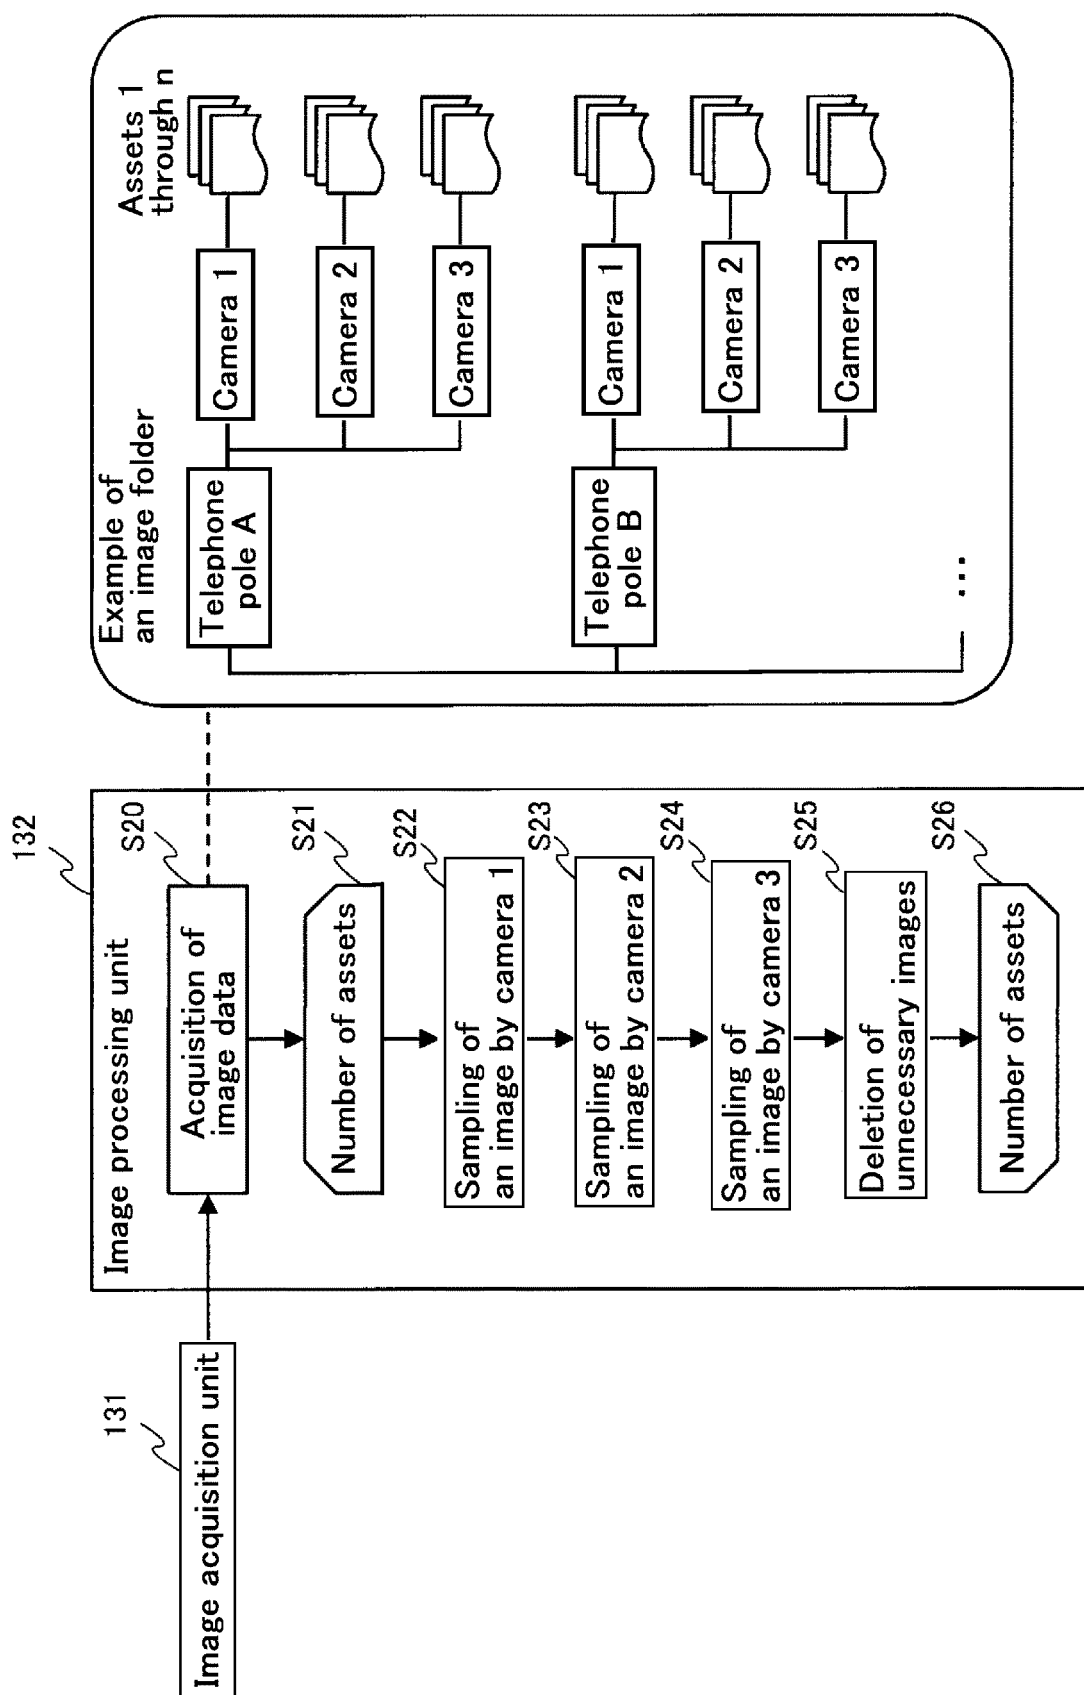 131
Image acquisition unit
132
Image processing unit
S20
Acquisition of
image data
S21
Number of assets
S22
Sampling of
an image by camera 1
S23
Sampling of
an image by camera 2
S24
Sampling of
an image by camera 3
S25
Deletion of
unnecessary images
S26
Number of assets
Example of
an image folder
Assets 1
through n
Telephone
pole A
Camera 1
Camera 2
Camera 3
Telephone
pole B
Camera 1
Camera 2
Camera 3
...